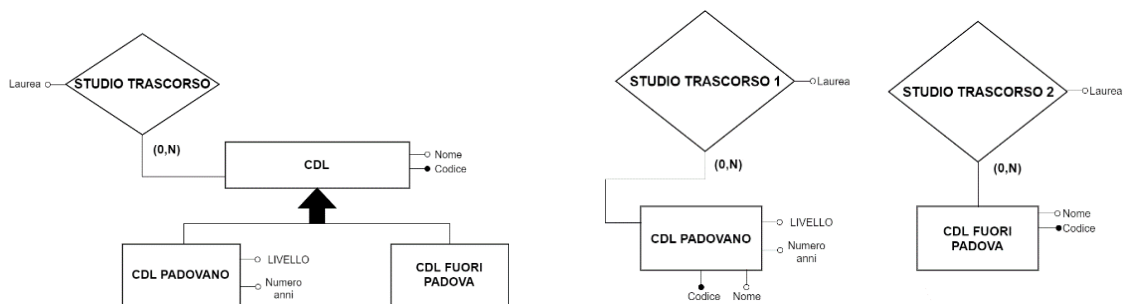 Laurea
STUDIO TRASCORSO
(0,N)
CDL
Nome
Codice
CDL PADOVANO
LIVELLO
Numero
anni
CDL FUORI
PADOVA
STUDIO TRASCORSO 1
Laurea
(0,N)
CDL PADOVANO
LIVELLO
Numero
anni
Codice
Nome
STUDIO TRASCORSO 2
Laurea
(0,N)
CDL FUORI
PADOVA
Nome
Codice